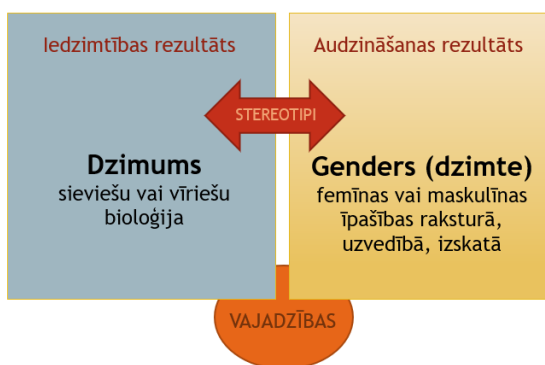 Iedzimtības rezultāts
Audzināšanas rezultāts
STEREOTIPI
Dzimums
sieviešu vai vīriešu
bioloģija
Genders (dzimte)
femīnas vai maskulīnas
īpašības raksturā,
uzvedībā, izskatā
VAJADZĪBAS